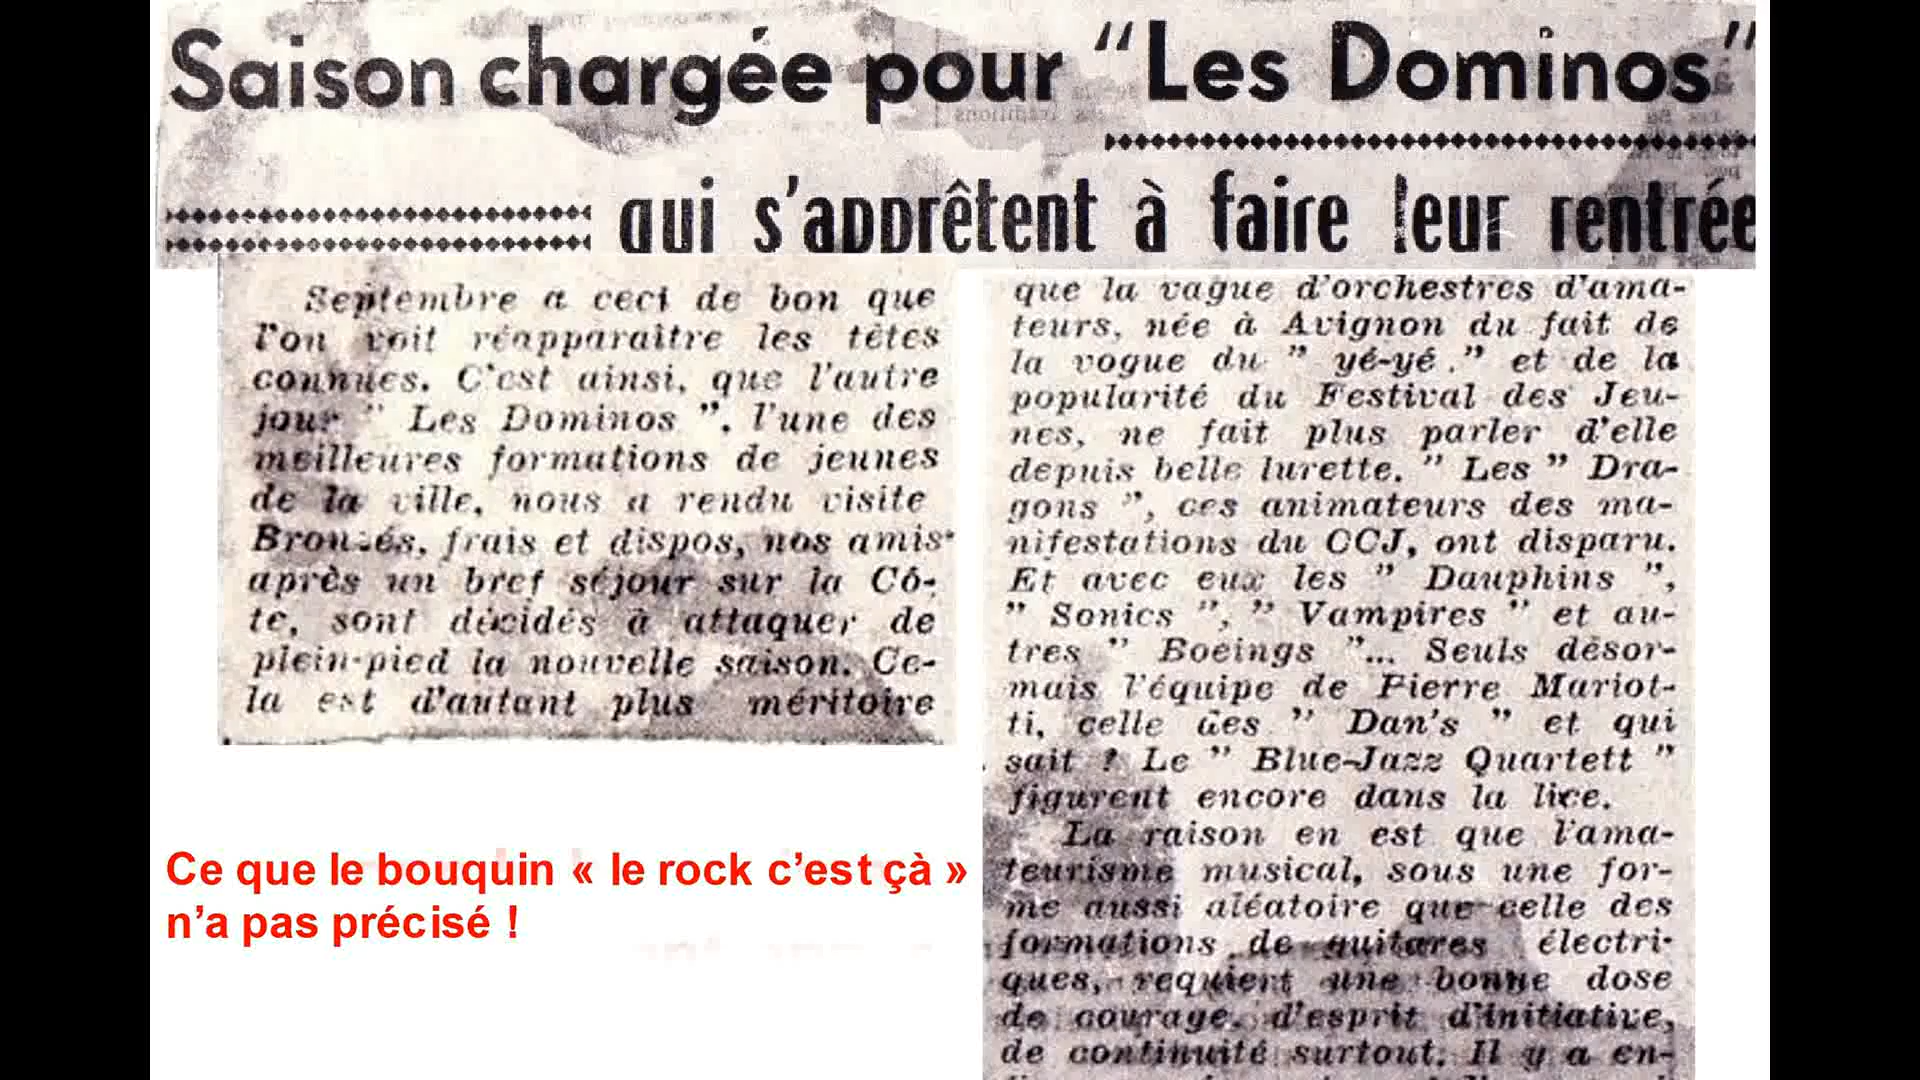 Saison chargée pour “Les Dominos”
qui s’apprêtent à faire leur rentrée
Septembre a ceci de bon que
l’on voit réapparaître les têtes
connues. C’est ainsi, que l’autre
jour " Les Dominos ", l’une des
meilleures formations de jeunes
de la ville, nous a rendu visite
Bronzés, frais et dispos, nos amis
après un bref séjour sur la Cô-
te, sont décidés à attaquer de
plein-pied la nouvelle saison. Ce-
la est d’autant plus méritoire
que la vague d’orchestres d’ama-
teurs, née à Avignon du fait de
la vogue du " yé-yé ." et de la
popularité du Festival des Jeu-
nes, ne fait plus parler d’elle
depuis belle lurette. " Les " Dra-
gons ", ces animateurs des ma-
nifestations du CCJ, ont disparu.
Et avec eux les " Dauphins ",
" Sonics ", " Vampires " et au-
tres " Boeings "... Seuls désor-
mais l’équipe de Pierre Mariot-
ti, celle des " Dan’s " et qui
sait ? Le " Blue-Jazz Quartett "
figurent encore dans la lice.
La raison en est que l’ama-
teurisme musical, sous une for-
me aussi aléatoire que celle des
formations de guitares électri-
ques, requiert une bonne dose
de courage, d’esprit d’initiative,
de continuité surtout. Il y a en-
Ce que le bouquin « le rock c’est çà »
n’a pas précisé !